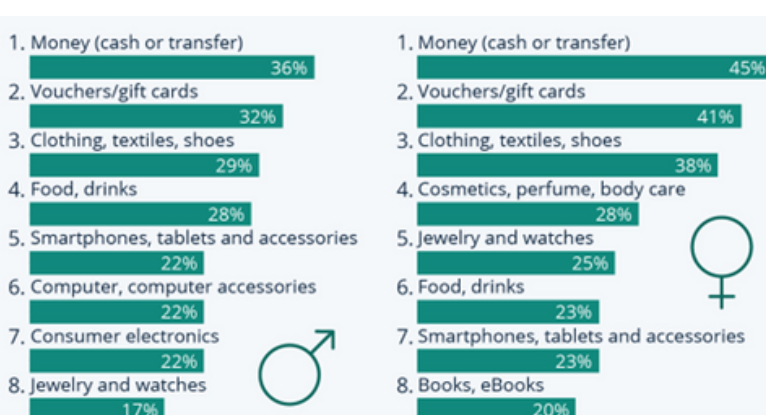 1. Money (cash or transfer)
36%
2. Vouchers/gift cards
32%
3. Clothing, textiles, shoes
29%
4. Food, drinks
28%
5. Smartphones, tablets and accessories
22%
6. Computer, computer accessories
22%
7. Consumer electronics
22%
8. Jewelry and watches
17%
1. Money (cash or transfer)
45%
2. Vouchers/gift cards
41%
3. Clothing, textiles, shoes
38%
4. Cosmetics, perfume, body care
28%
5. Jewelry and watches
25%
6. Food, drinks
23%
7. Smartphones, tablets and accessories
23%
8. Books, eBooks
20%